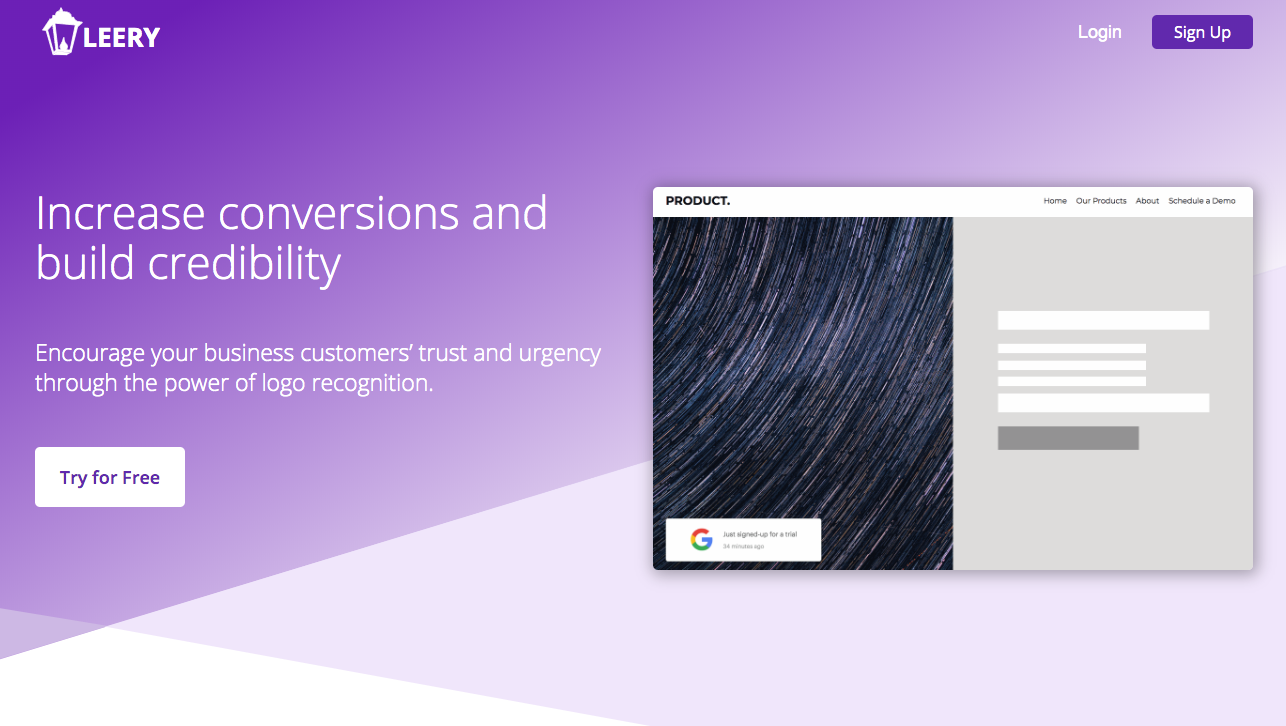 LEERY
Login
Sign Up
Increase conversions and
build credibility
Encourage your business customers’ trust and urgency
through the power of logo recognition.
Try for Free
PRODUCT.
Home Our Products About Schedule a Demo
Just signed-up for a trial
34 minutes ago